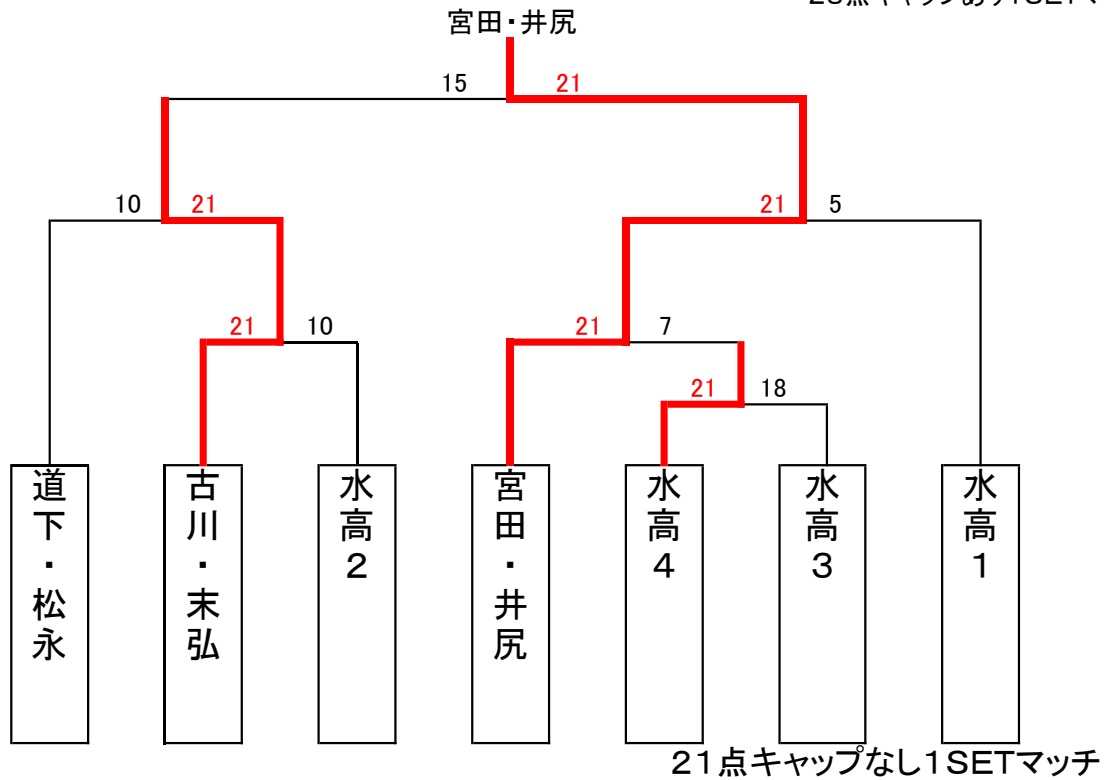 宮田・井尻
15 21
10 21
21 5
21 10
21 7
21 18
道下・松永
古川・末弘
水高２
宮田・井尻
水高４
水高３
水高１
２１点キャップなし１SETマッチ